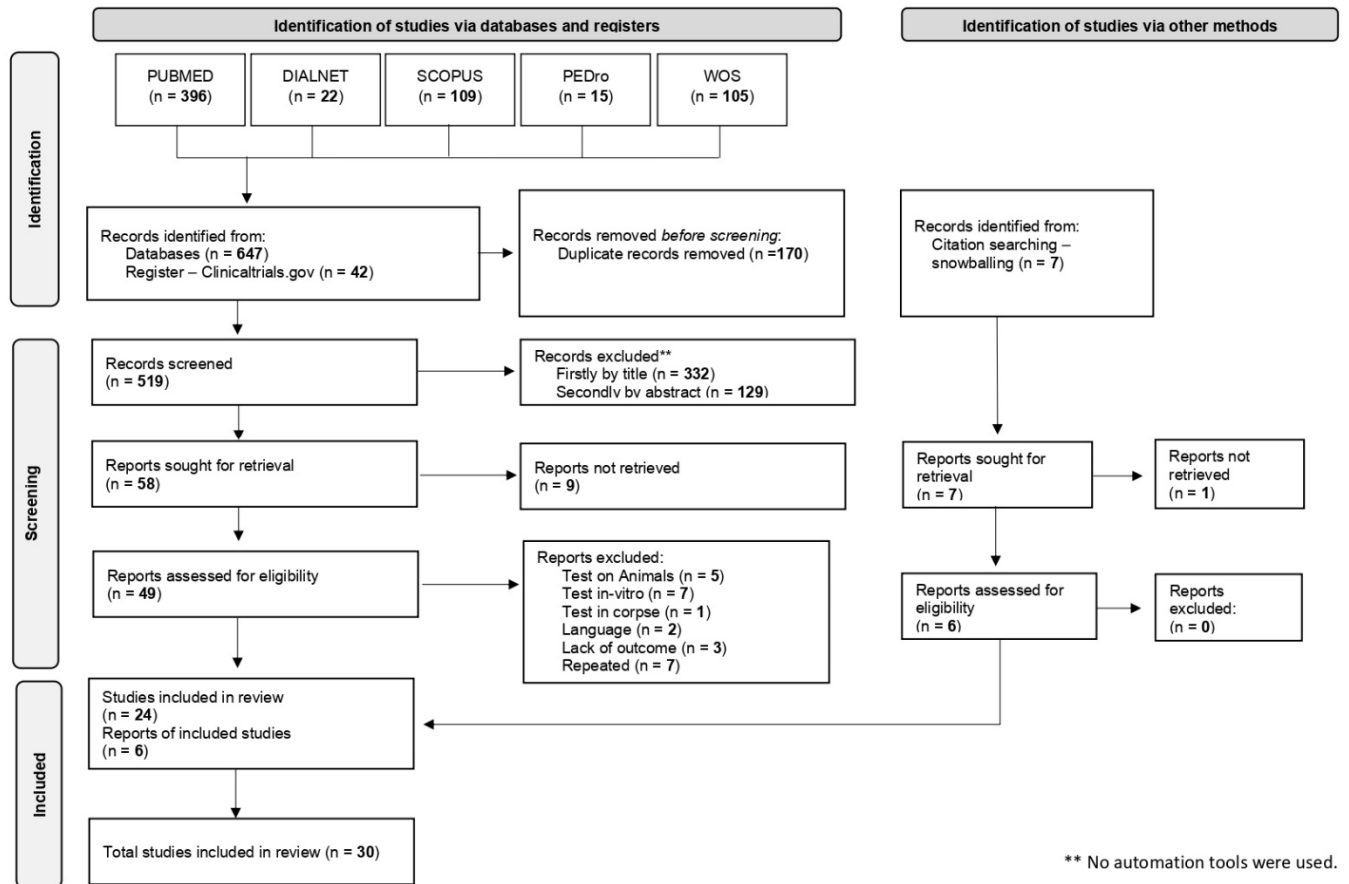 Identification of studies via databases and registers
Identification of studies via other methods
Identification
PUBMED
(n = 396)
DIALNET
(n = 22)
SCOPUS
(n = 109)
PEDro
(n = 15)
WOS
(n = 105)
Records identified from:
Databases (n = 647)
Register – Clinicaltrials.gov (n = 42)
Records removed before screening:
Duplicate records removed (n =170)
Records identified from:
Citation searching –
snowballing (n = 7)
Screening
Records screened
(n = 519)
Records excluded**
Firstly by title (n = 332)
Secondly by abstract (n = 129)
Reports sought for retrieval
(n = 58)
Reports not retrieved
(n = 9)
Reports sought for
retrieval
(n = 7)
Reports not
retrieved
(n = 1)
Reports assessed for eligibility
(n = 49)
Reports excluded:
Test on Animals (n = 5)
Test in-vitro (n = 7)
Test in corpse (n = 1)
Language (n = 2)
Lack of outcome (n = 3)
Repeated (n = 7)
Reports assessed for
eligibility
(n = 6)
Reports
excluded:
(n = 0)
Included
Studies included in review
(n = 24)
Reports of included studies
(n = 6)
Total studies included in review (n = 30)
** No automation tools were used.